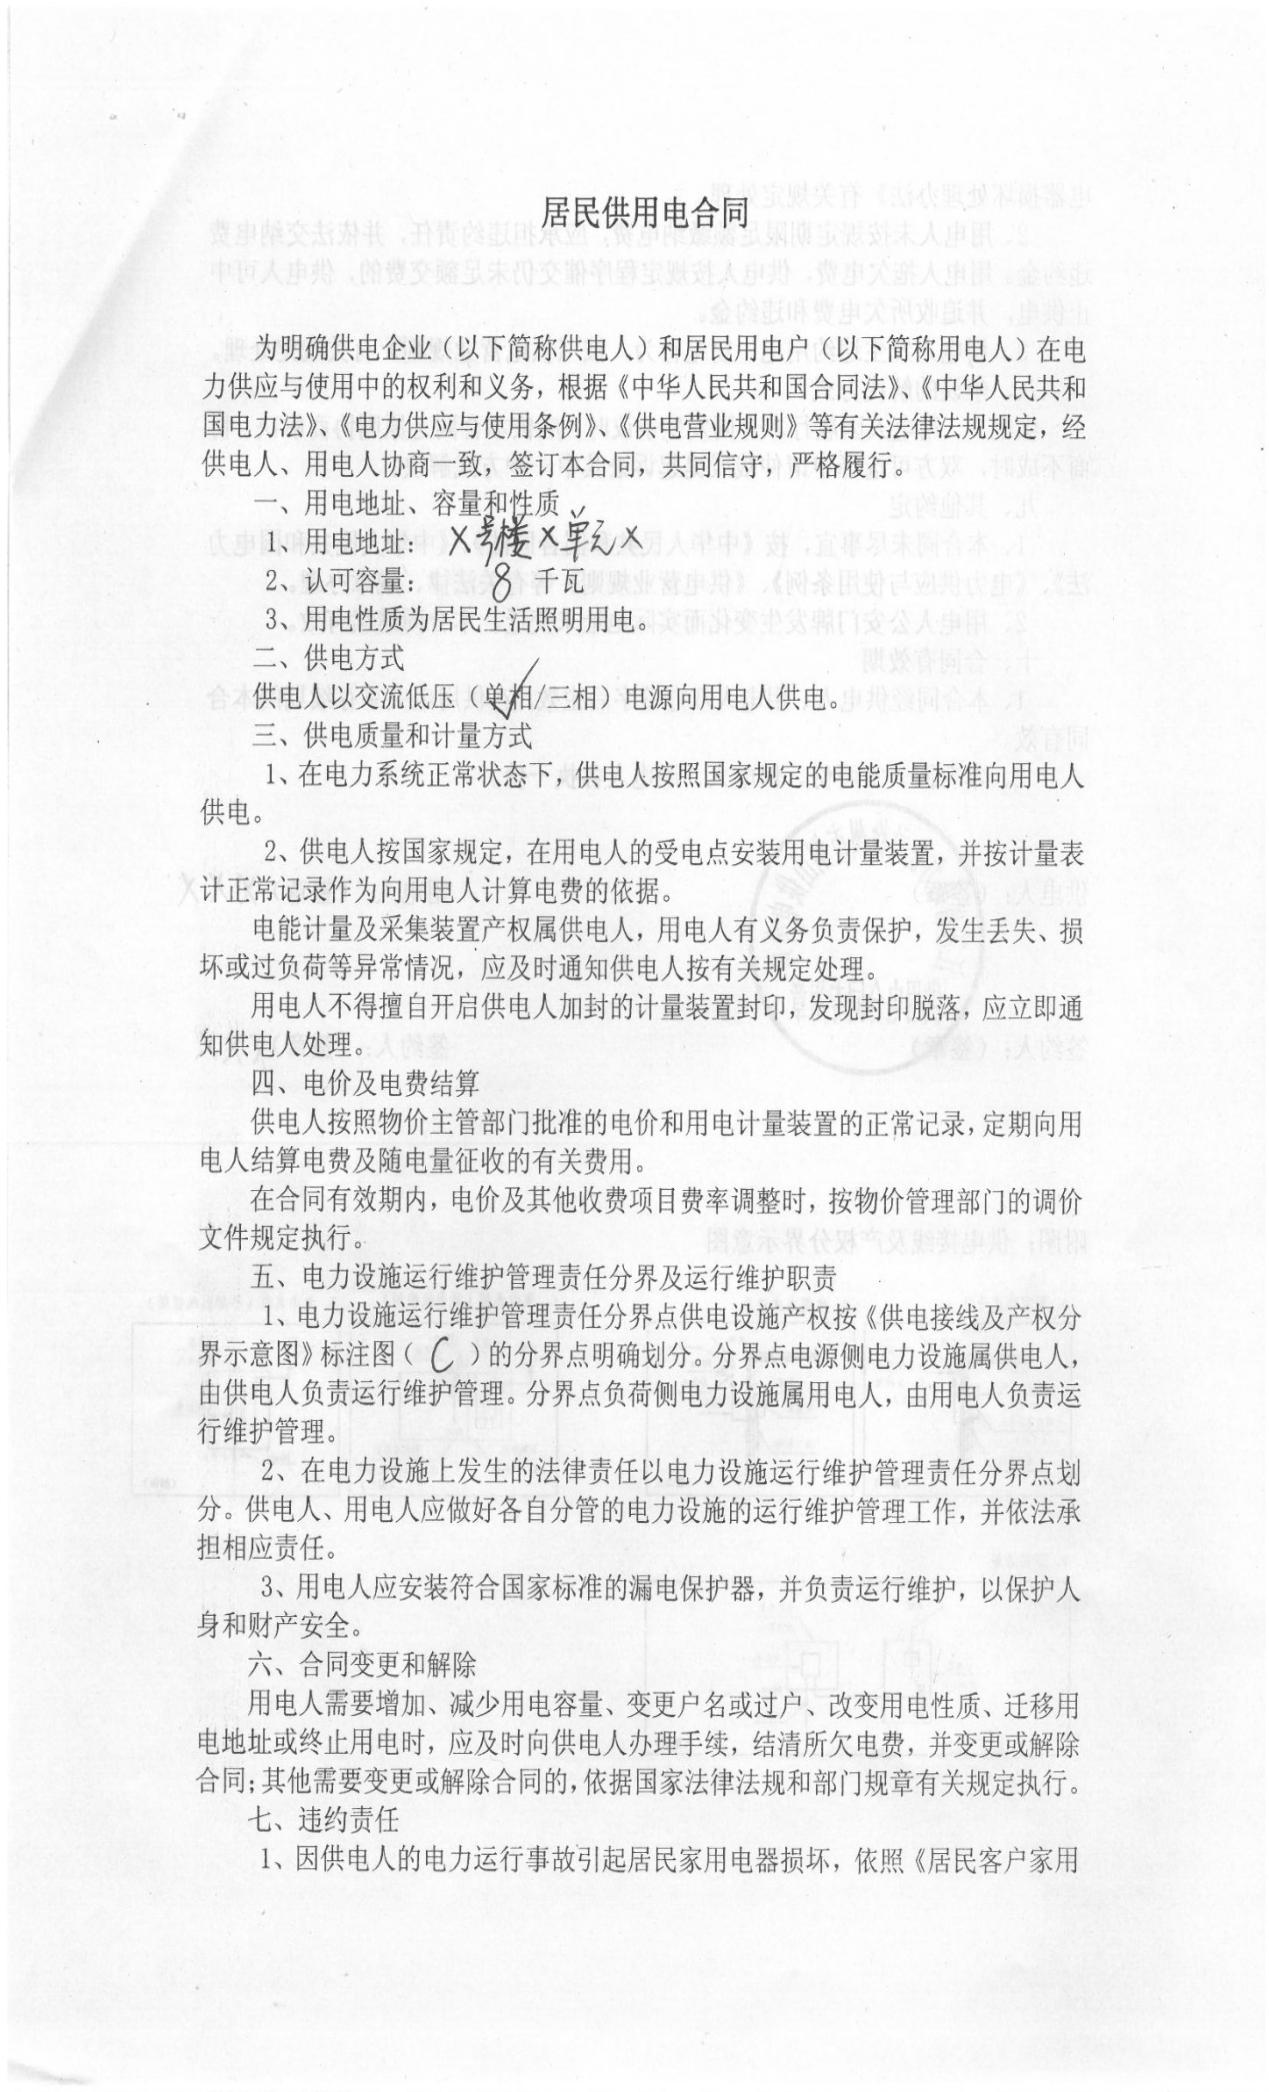 居民供用电合同
为明确供电企业（以下简称供电人）和居民用电户（以下简称用电人）在电
力供应与使用中的权利和义务，根据《中华人民共和国合同法》、《中华人民共和
国电力法》、《电力供应与使用条例》、《供电营业规则》等有关法律法规规定，经
供电人、用电人协商一致，签订本合同，共同信守，严格履行。
一、用电地址、容量和性质
1、用电地址： X号楼X单元X
2、认可容量： 8 千瓦
3、用电性质为居民生活照明用电。
二、供电方式
供电人以交流低压（单相/三相）电源向用电人供电。
三、供电质量和计量方式
1、在电力系统正常状态下，供电人按照国家规定的电能质量标准向用电人
供电。
2、供电人按国家规定，在用电人的受电点安装用电计量装置，并按计量表
计正常记录作为向用电人计算电费的依据。
电能计量及采集装置产权属供电人，用电人有义务负责保护，发生丢失、损
坏或过负荷等异常情况，应及时通知供电人按有关规定处理。
用电人不得擅自开启供电人加封的计量装置封印，发现封印脱落，应立即通
知供电人处理。
四、电价及电费结算
供电人按照物价主管部门批准的电价和用电计量装置的正常记录，定期向用
电人结算电费及随电量征收的有关费用。
在合同有效期内，电价及其他收费项目费率调整时，按物价管理部门的调价
文件规定执行。
五、电力设施运行维护管理责任分界及运行维护职责
1、电力设施运行维护管理责任分界点供电设施产权按《供电接线及产权分
界示意图》标注图（ C ）的分界点明确划分。分界点电源侧电力设施属供电人，
由供电人负责运行维护管理。分界点负荷侧电力设施属用电人，由用电人负责运
行维护管理。
2、在电力设施上发生的法律责任以电力设施运行维护管理责任分界点划
分。供电人、用电人应做好各自分管的电力设施的运行维护管理工作，并依法承
担相应责任。
3、用电人应安装符合国家标准的漏电保护器，并负责运行维护，以保护人
身和财产安全。
六、合同变更和解除
用电人需要增加、减少用电容量、变更户名或过户、改变用电性质、迁移用
电地址或终止用电时，应及时向供电人办理手续，结清所欠电费，并变更或解除
合同；其他需要变更或解除合同的，依据国家法律法规和部门规章有关规定执行。
七、违约责任
1、因供电人的电力运行事故引起居民家用电器损坏，依照《居民客户家用